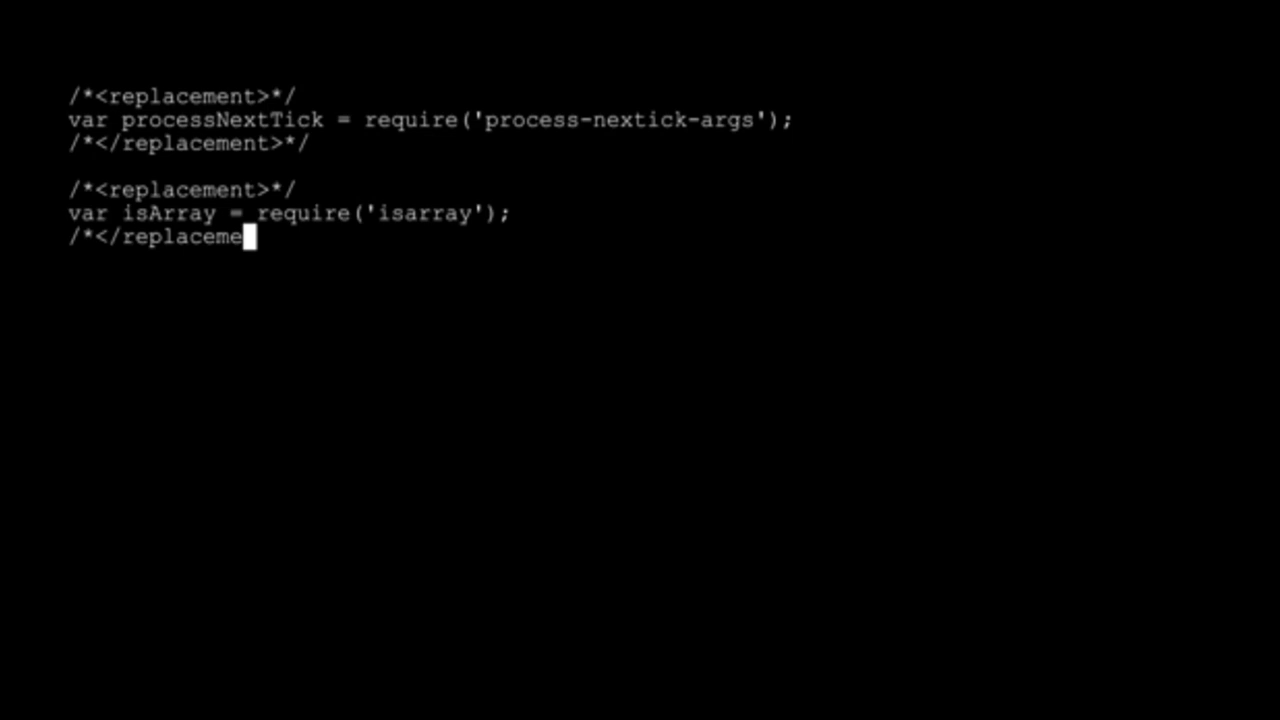 /*<replacement>*/
var processNextTick = require('process-nextick-args');
/*</replacement>*/
/*<replacement>*/
var isArray = require('isarray');
/*</replaceme